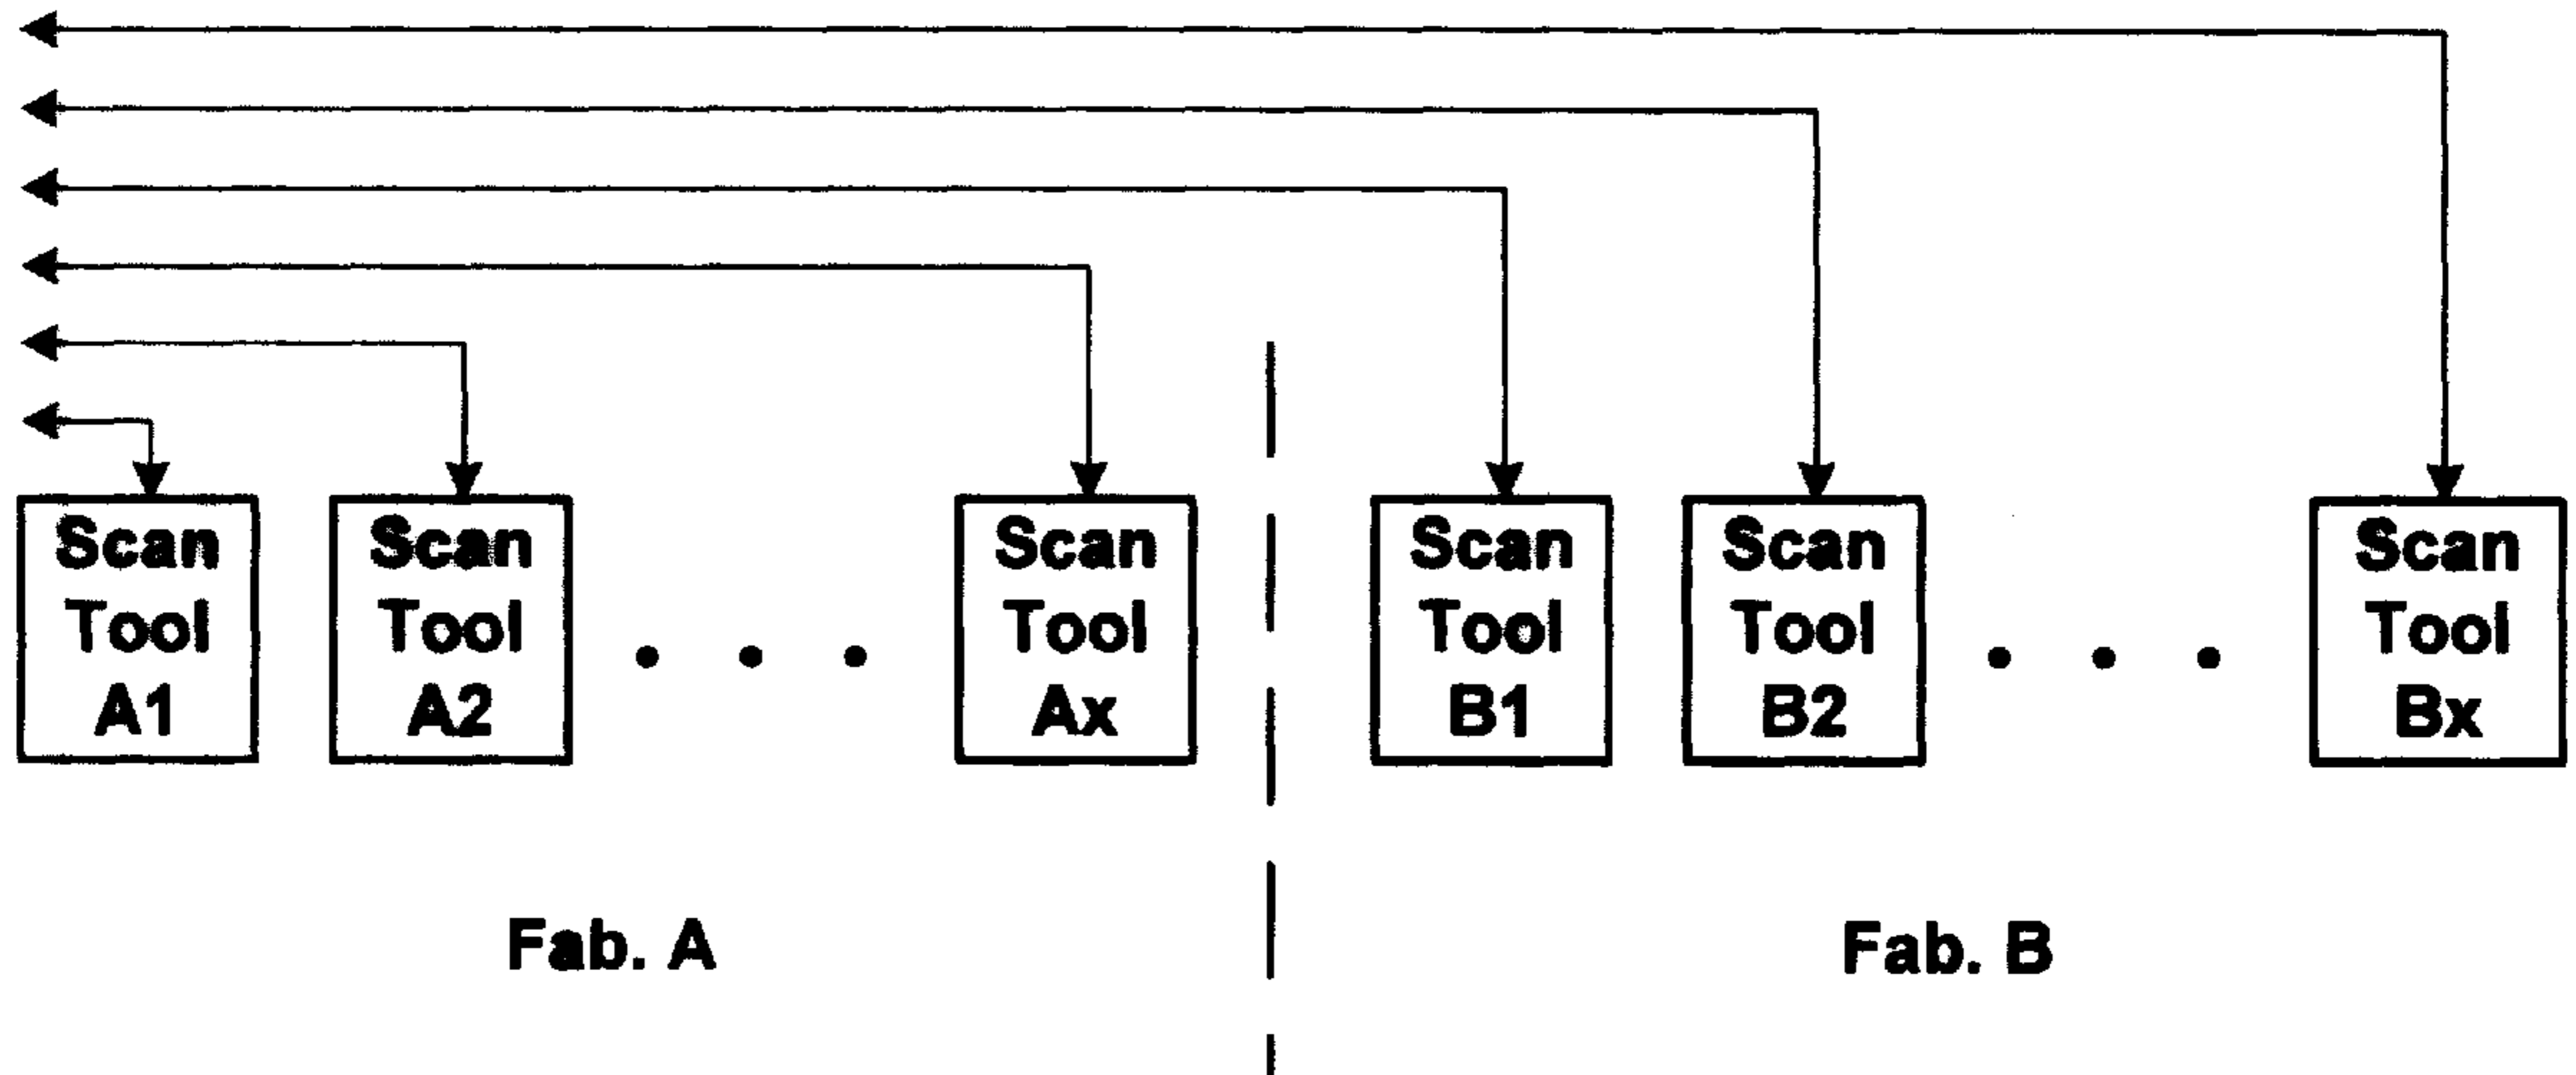 Scan
Tool
A1
Scan
Tool
A2
. . .
Scan
Tool
Ax
Scan
Tool
B1
Scan
Tool
B2
. . .
Scan
Tool
Bx
Fab. A
Fab. B